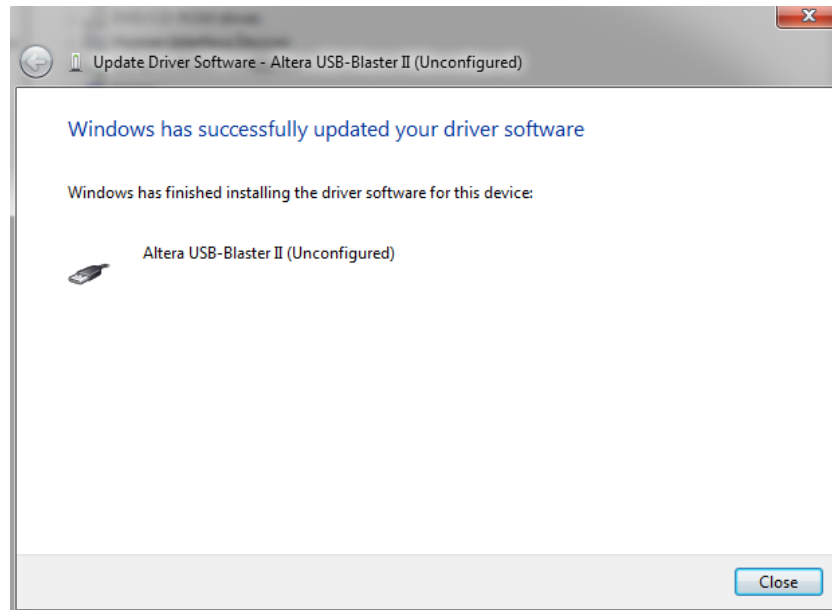 Update Driver Software - Altera USB-Blaster II (Unconfigured)
Windows has successfully updated your driver software
Windows has finished installing the driver software for this device:
Altera USB-Blaster II (Unconfigured)
Close